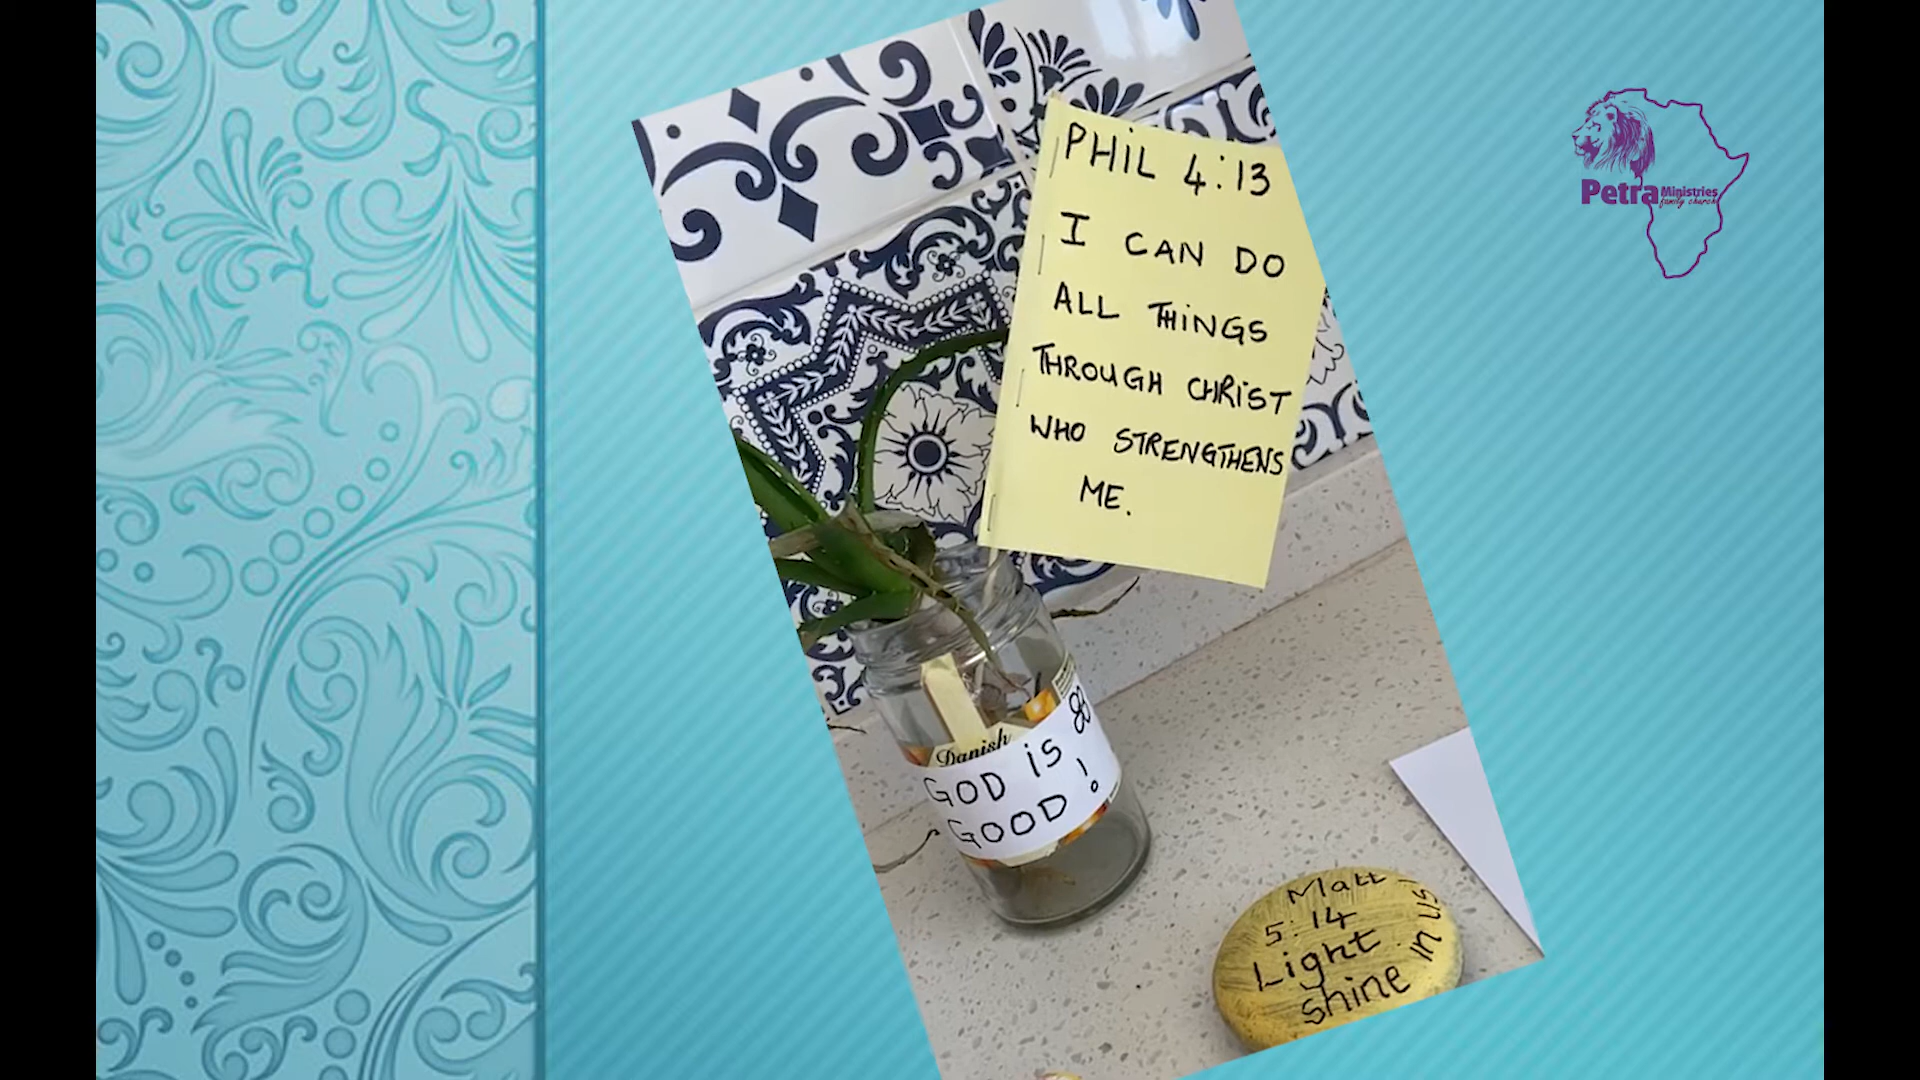 PHIL 4:13
I CAN DO
ALL THINGS
THROUGH CHRIST
WHO STRENGTHENS
ME.
Petra Ministries
family church
Danish
GOD is
GOOD!
Matt
5:14
Light
shine in us!